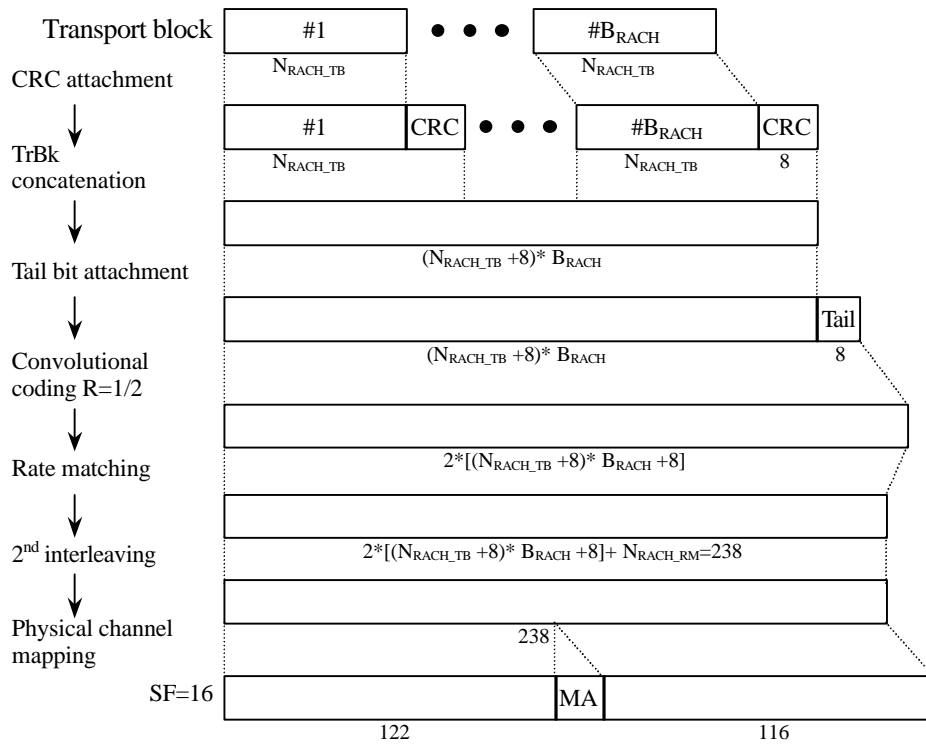 Transport block #1 • • • #B_RACH
N_RACH_TB N_RACH_TB
CRC attachment
#1 CRC • • • #B_RACH CRC
N_RACH_TB N_RACH_TB 8
TrBk
concatenation
(N_RACH_TB +8)* B_RACH
Tail bit attachment
Tail
(N_RACH_TB +8)* B_RACH 8
Convolutional
coding R=1/2
2*[(N_RACH_TB +8)* B_RACH +8]
Rate matching
2*[(N_RACH_TB +8)* B_RACH +8]+ N_RACH_RM=238
2nd interleaving
238
Physical channel
mapping
SF=16 MA
122 116